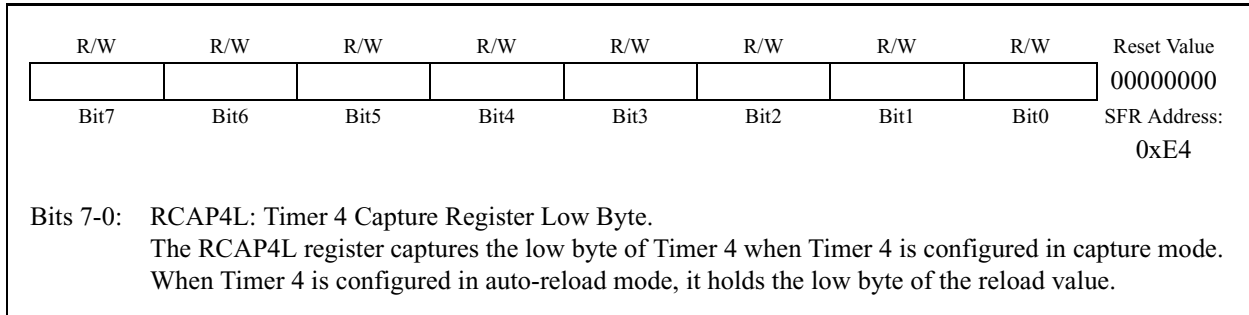 R/W R/W R/W R/W R/W R/W R/W R/W Reset Value
00000000
Bit7 Bit6 Bit5 Bit4 Bit3 Bit2 Bit1 Bit0 SFR Address:
0xE4
Bits 7-0: RCAP4L: Timer 4 Capture Register Low Byte.
The RCAP4L register captures the low byte of Timer 4 when Timer 4 is configured in capture mode.
When Timer 4 is configured in auto-reload mode, it holds the low byte of the reload value.